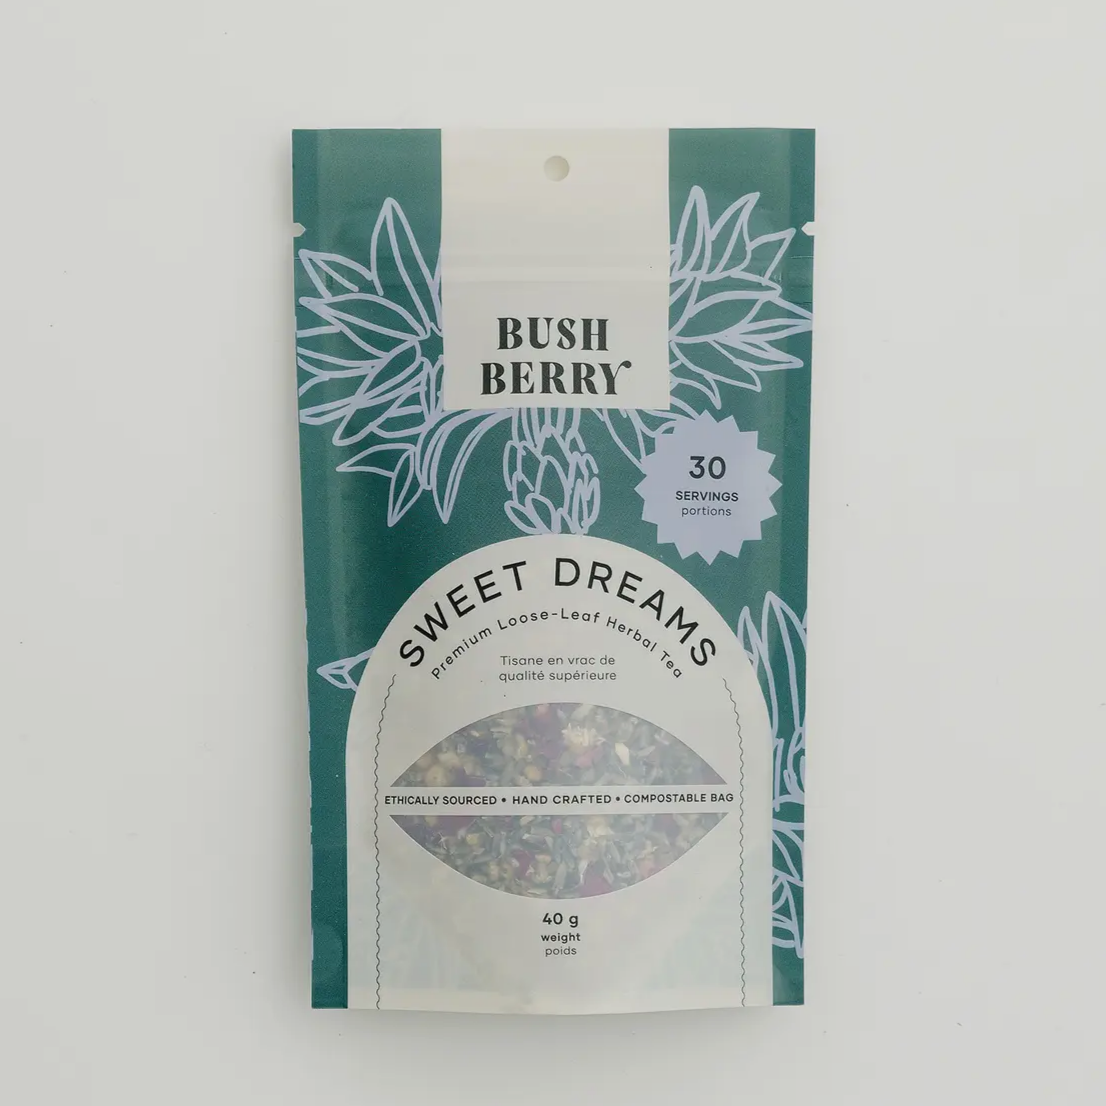 BUSH
BERRY
30
SERVINGS
portions
SWEET DREAMS
Premium Loose-Leaf Herbal Tea
Tisane en vrac de
qualité supérieure
ETHICALLY SOURCED • HAND CRAFTED • COMPOSTABLE BAG
40 g
weight
poids